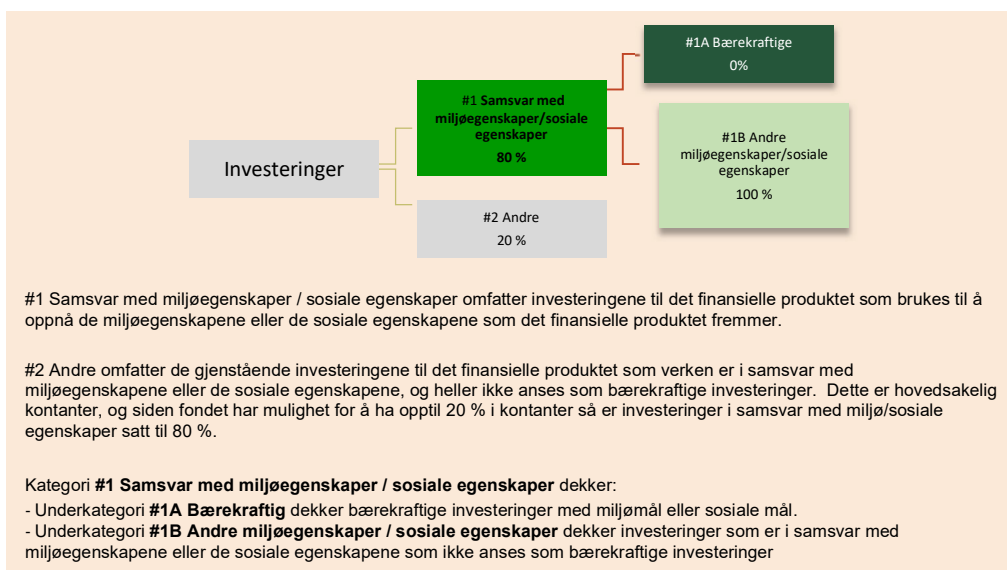 #1A Bærekraftige
0%
#1 Samsvar med
miljøegenskaper/sosiale
egenskaper
80 %
#1B Andre
miljøegenskaper/sosiale
egenskaper
100 %
Investeringer
#2 Andre
20 %
#1 Samsvar med miljøegenskaper / sosiale egenskaper omfatter investeringene til det finansielle produktet som brukes til å
oppnå de miljøegenskapene eller de sosiale egenskapene som det finansielle produktet fremmer.
#2 Andre omfatter de gjenstående investeringene til det finansielle produktet som verken er i samsvar med
miljøegenskapene eller de sosiale egenskapene, og heller ikke anses som bærekraftige investeringer. Dette er hovedsakelig
kontanter, og siden fondet har mulighet for å ha opptil 20 % i kontanter så er investeringer i samsvar med miljø/sosiale
egenskaper satt til 80 %.
Kategori #1 Samsvar med miljøegenskaper / sosiale egenskaper dekker:
- Underkategori #1A Bærekraftig dekker bærekraftige investeringer med miljømål eller sosiale mål.
- Underkategori #1B Andre miljøegenskaper / sosiale egenskaper dekker investeringer som er i samsvar med
miljøegenskapene eller de sosiale egenskapene som ikke anses som bærekraftige investeringer